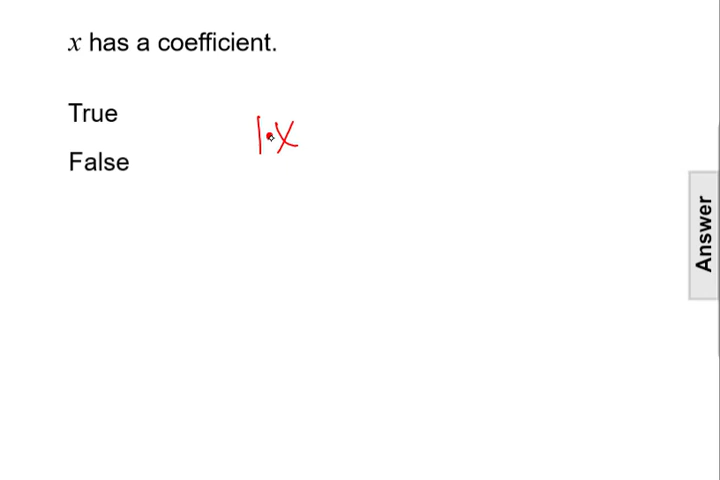 x has a coefficient.
True
1·x
False
Answer